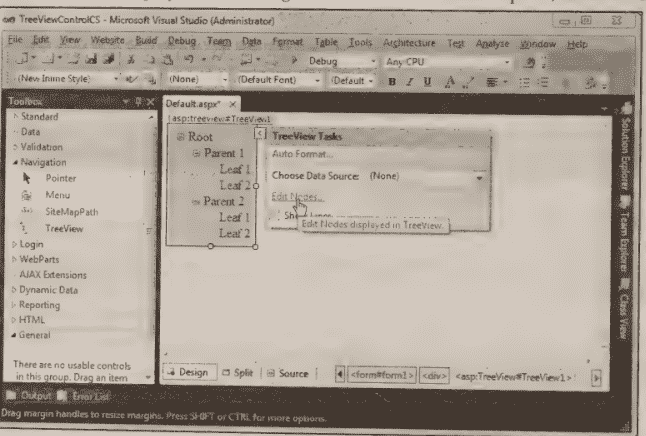 TreeViewControlCS - Microsoft Visual Studio (Administrator)
File Edit View Website Build Debug Team Data Format Table Tools Architecture Test Analyze Window Help
Debug Any CPU
(New Inline Style) (None) (Default Font) (Default B I U A
Toolbox
Standard
Data
Validation
Navigation
Pointer
Menu
SiteMapPath
TreeView
Login
WebParts
AJAX Extensions
Dynamic Data
Reporting
HTML
General
There are no usable controls
in this group. Drag an item
Default.aspx*
asp:treeview#TreeView1
Root
Parent 1
Leaf 1
Leaf 2
Parent 2
Leaf 1
Leaf 2
TreeView Tasks
Auto Format...
Choose Data Source: (None)
Edit Nodes...
Edit Nodes displayed in TreeView.
Design Split Source <form#form1> <div> <asp:TreeView#TreeView1>
Solution Explorer
Team Explorer
Class View
Output Error List
Drag margin handles to resize margins. Press SHIFT or CTRL for more options.